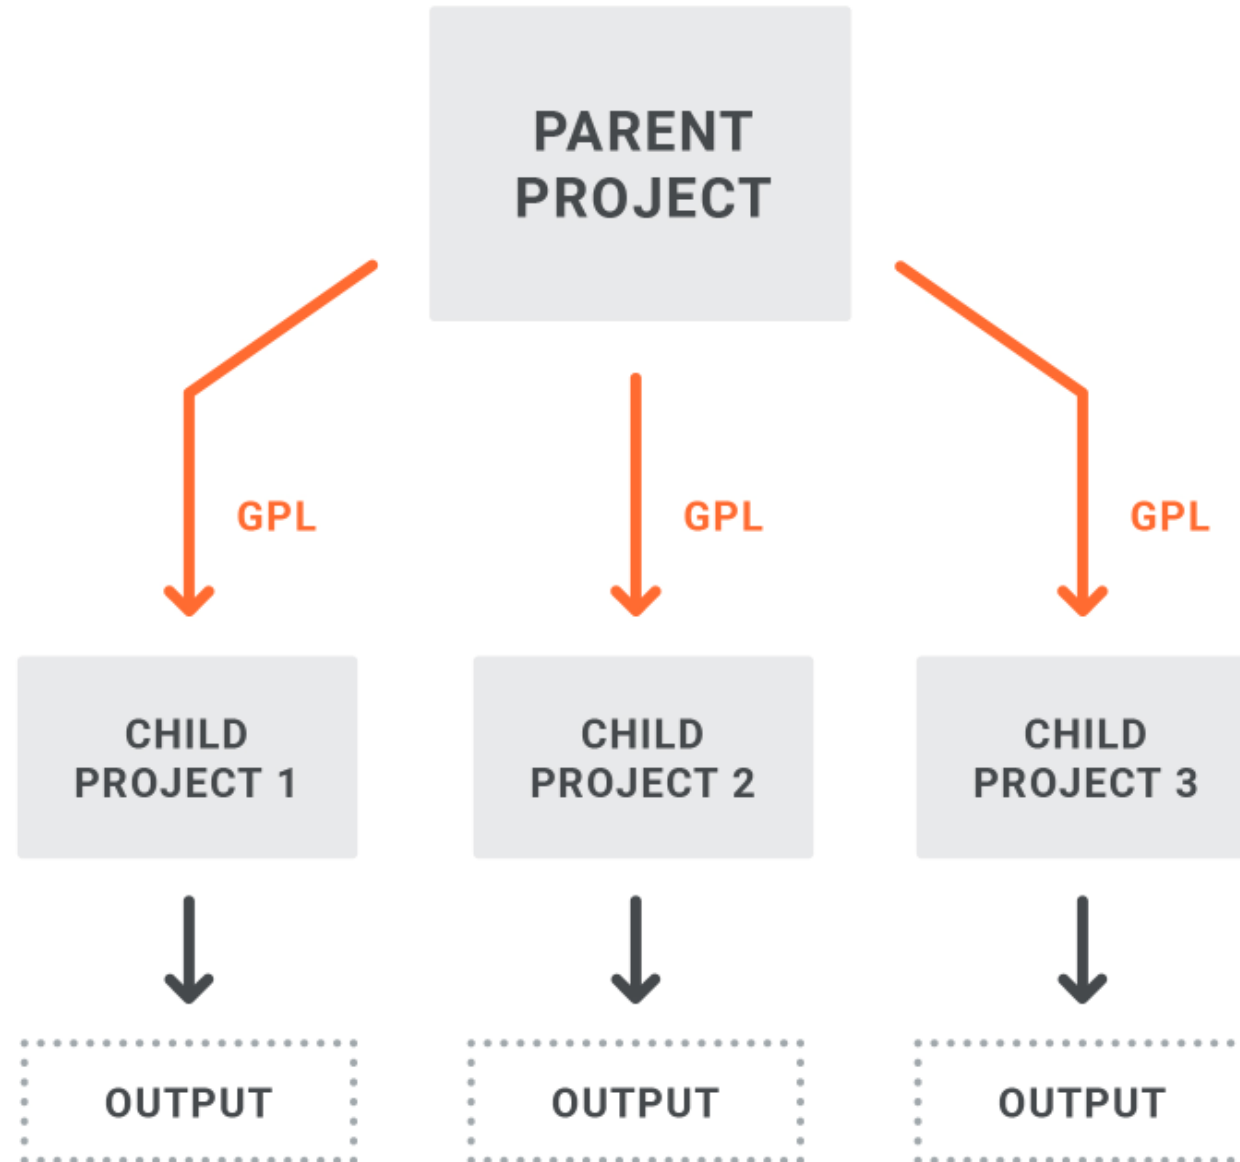 PARENT
PROJECT
GPL
GPL
GPL
CHILD
PROJECT 1
CHILD
PROJECT 2
CHILD
PROJECT 3
OUTPUT
OUTPUT
OUTPUT